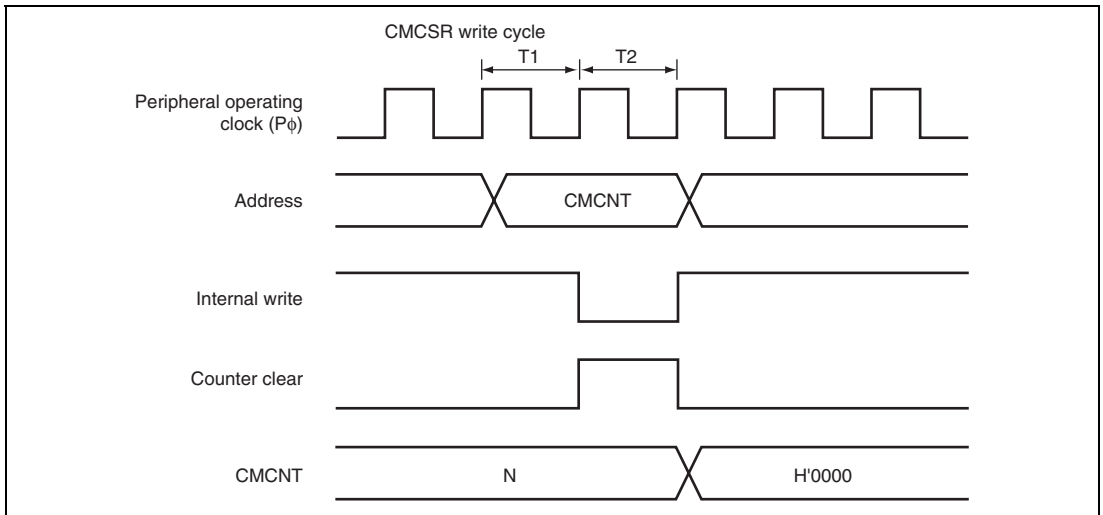 CMCSR write cycle
T1
T2
Peripheral operating
clock (Pϕ)
Address
CMCNT
Internal write
Counter clear
CMCNT
N
H'0000